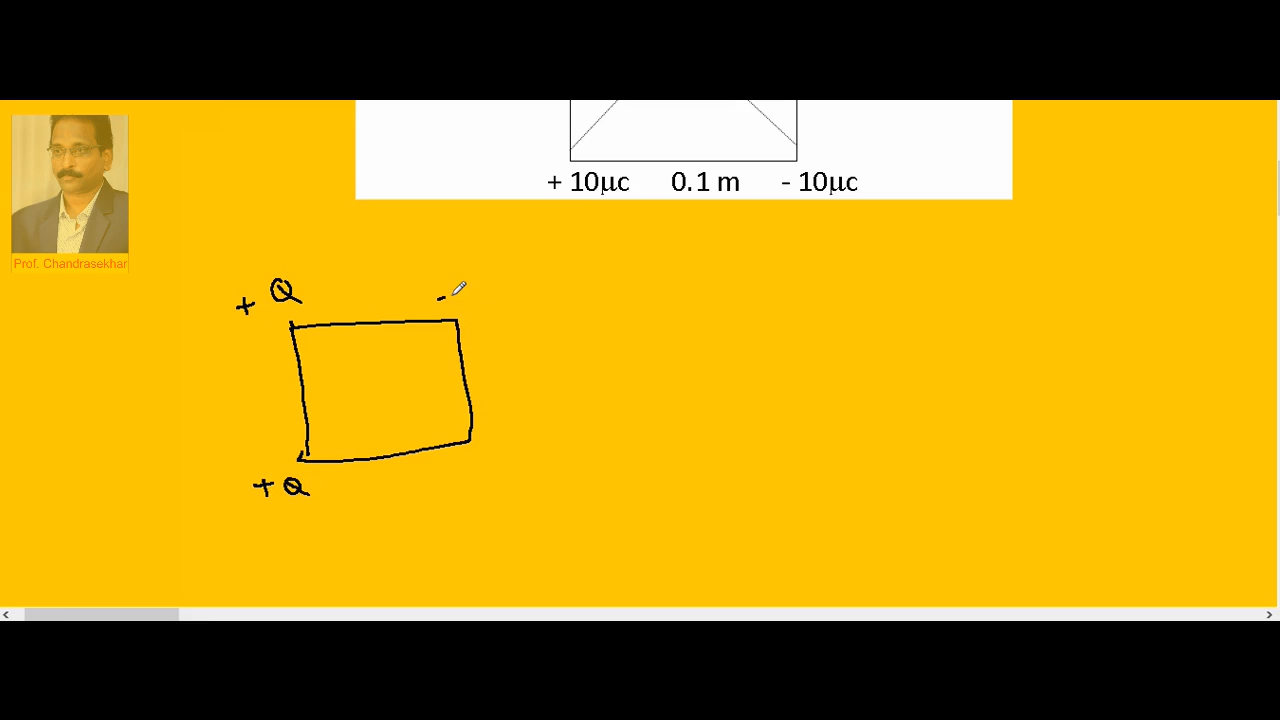 + 10μc 0.1 m - 10μc
Prof. Chandrasekhar
+ Q -
+ Q